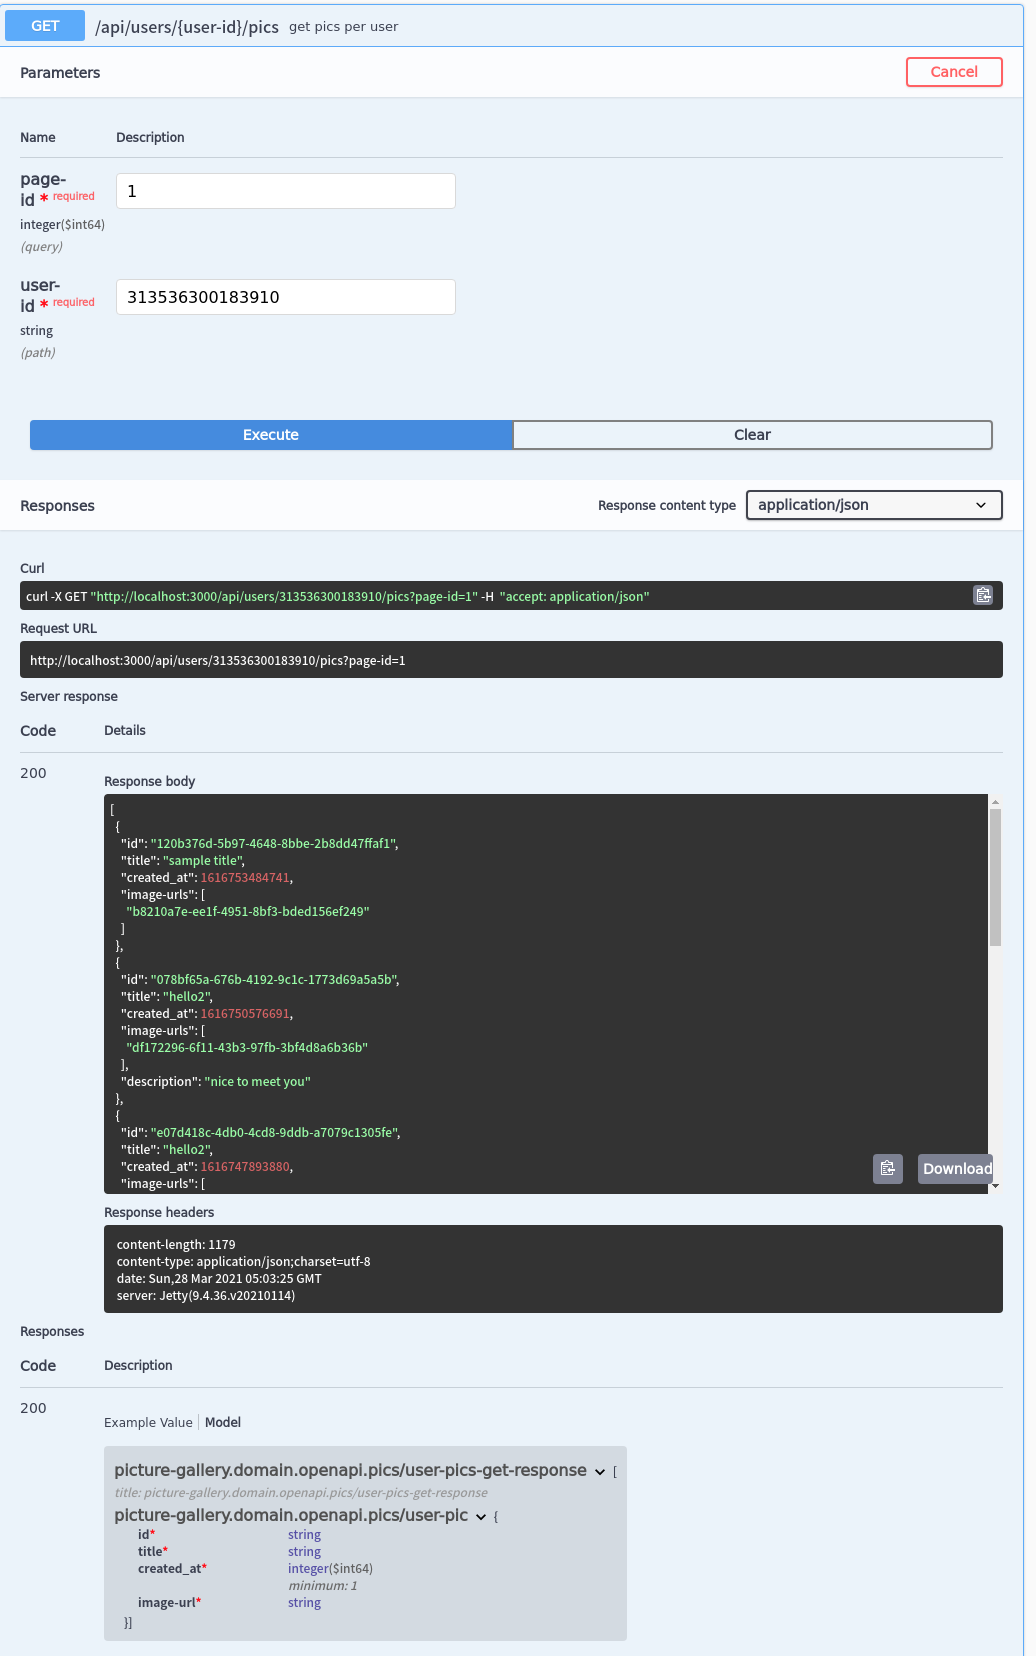 GET /api/users/{user-id}/pics get pics per user
Parameters
Cancel
Name Description
page-
id * required
1
integer($int64)
(query)
user-
id * required
313536300183910
string
(path)
Execute Clear
Responses Response content type application/json
Curl
curl -X GET "http://localhost:3000/api/users/313536300183910/pics?page-id=1" -H "accept: application/json"
Request URL
http://localhost:3000/api/users/313536300183910/pics?page-id=1
Server response
Code Details
200
Response body
[
{
"id": "120b376d-5b97-4648-8bbe-2b8dd47ffaf1",
"title": "sample title",
"created_at": 1616753484741,
"image-urls": [
"b8210a7e-ee1f-4951-8bf3-bded156ef249"
]
},
{
"id": "078bf65a-676b-4192-9c1c-1773d69a5a5b",
"title": "hello2",
"created_at": 1616750576691,
"image-urls": [
"df172296-6f11-43b3-97fb-3bf4d8a6b36b"
],
"description": "nice to meet you"
},
{
"id": "e07d418c-4db0-4cd8-9ddb-a7079c1305fe",
"title": "hello2",
"created_at": 1616747893880,
"image-urls": [
Download
Response headers
content-length: 1179
content-type: application/json;charset=utf-8
date: Sun,28 Mar 2021 05:03:25 GMT
server: Jetty(9.4.36.v20210114)
Responses
Code Description
200
Example Value Model
picture-gallery.domain.openapi.pics/user-pics-get-response [
title: picture-gallery.domain.openapi.pics/user-pics-get-response
picture-gallery.domain.openapi.pics/user-pic {
id* string
title* string
created_at* integer($int64)
minimum: 1
image-url* string
}]